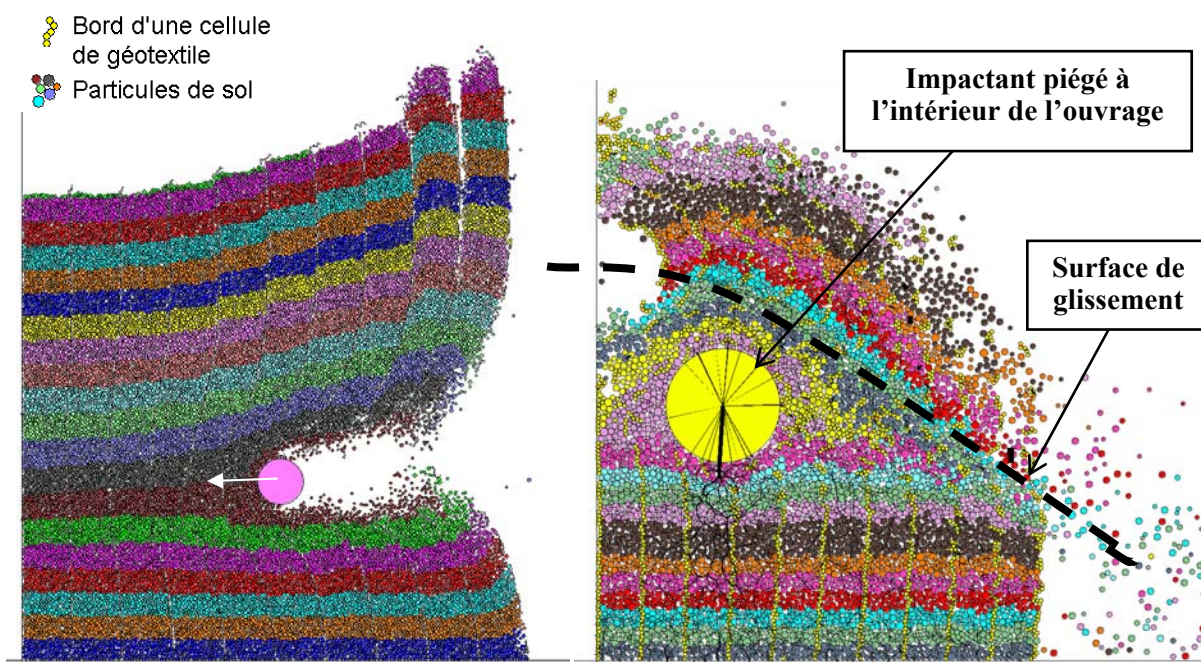 Bord d'une cellule
de géotextile
Particules de sol
Impactant piégé à
l'intérieur de l'ouvrage
Surface de
glissement